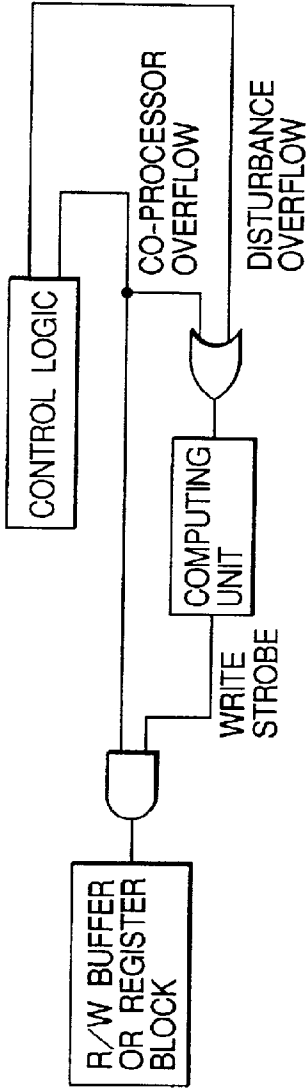 CONTROL LOGIC
CO-PROCESSOR
OVERFLOW
DISTURBANCE
OVERFLOW
COMPUTING
UNIT
WRITE
STROBE
R/W BUFFER
OR REGISTER
BLOCK